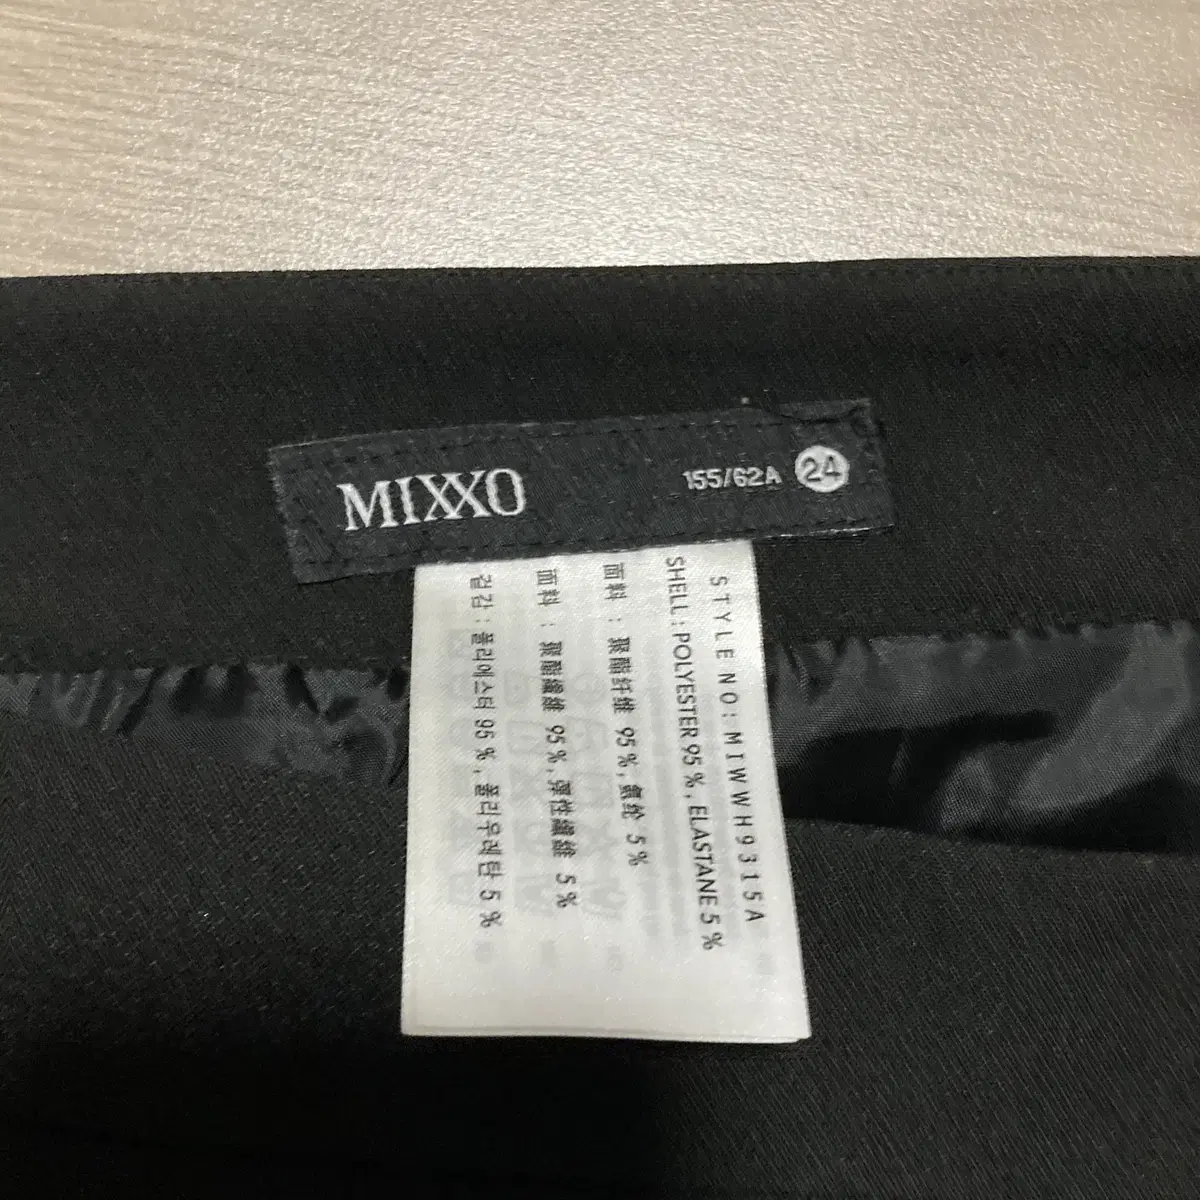 MIXXO
155/62A 24
STYLE NO: MIWWH9315A
SHELL: POLYESTER 95%, ELASTANE 5%
面料: 聚酯纤维 95%, 氨纶 5%
面料: 聚酯纖維 95%, 弹性纖維 5%
겉감: 폴리에스터 95%, 폴리우레탄 5%